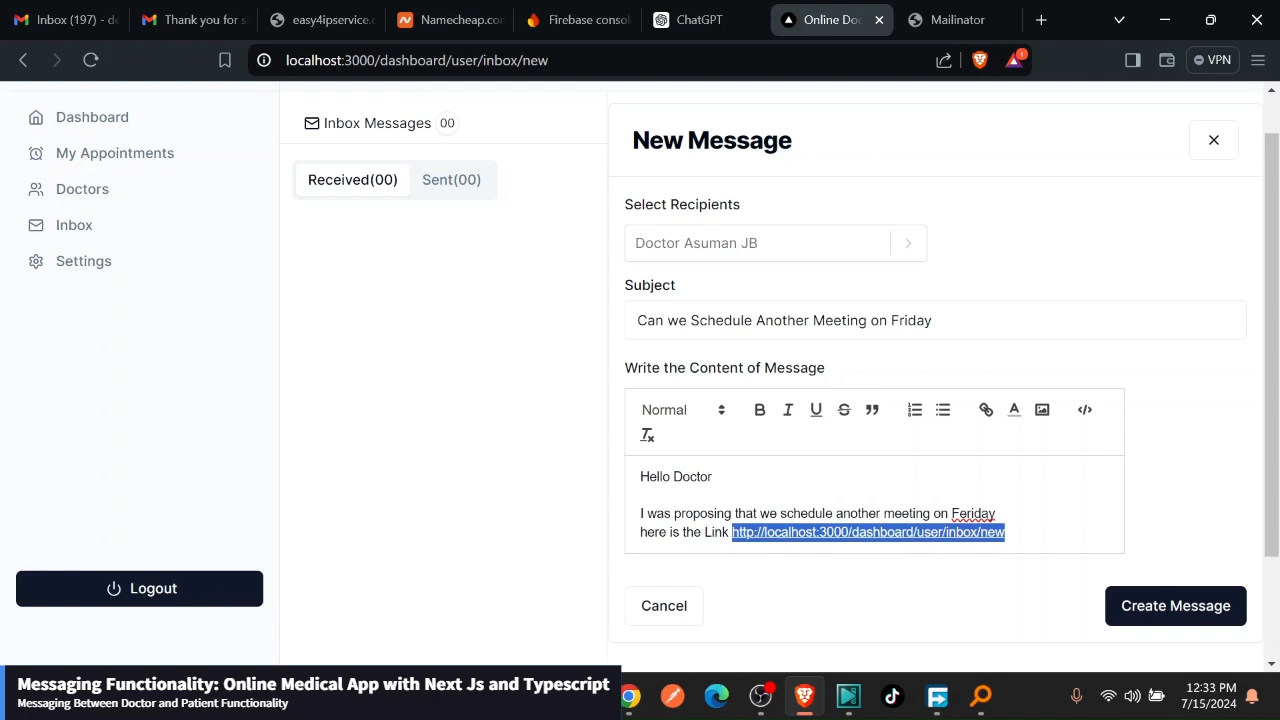 Inbox (197) - de
Thank you for s
easy4ipservice.c
Namecheap.co
Firebase consol
ChatGPT
Online Doc
Mailinator
localhost:3000/dashboard/user/inbox/new
1
VPN
Dashboard
My Appointments
Doctors
Inbox
Settings
Logout
Inbox Messages 00
Received(00) Sent(00)
New Message
Select Recipients
Doctor Asuman JB
Subject
Can we Schedule Another Meeting on Friday
Write the Content of Message
Normal
Hello Doctor
I was proposing that we schedule another meeting on Feriday
here is the Link http://localhost:3000/dashboard/user/inbox/new
Cancel
Create Message
Messaging Functionality: Online Medical App with Next Js and Typescript
Messaging Between Doctor and Patient Functionality
12:33 PM
7/15/2024